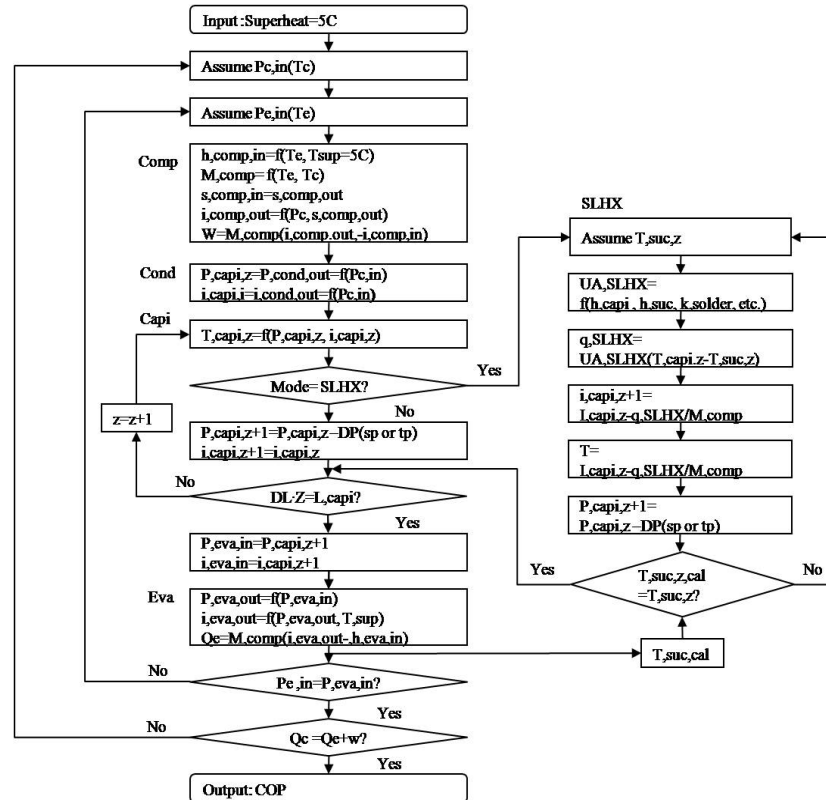 Input:Superheat=5C
Assume Pc,in(Tc)
Assume Pe,in(Te)
Comp
h,comp,in=f(Te, Tsup=5C)
M,comp= f(Te, Tc)
s,comp,in=s,comp,out
i,comp,out=f(Pc, s,comp,out)
W=M,comp(i,comp,out,-i,comp,in)
Cond
P,capi,z=P,cond,out=f(Pc,in)
i,capi,i=i,cond,out=f(Pc,in)
Capi
T,capi,z=f(P,capi,z, i,capi,z)
Mode= SLHX?
Yes
No
z=z+1
P,capi,z+1=P,capi,z-DP(sp or tp)
i,capi,z+1=i,capi,z
No
DL·Z=L,capi?
Yes
P,eva,in=P,capi,z+1
i,eva,in=i,capi,z+1
Eva
P,eva,out=f(P,eva,in)
i,eva,out=f(P,eva,out, T,sup)
Qe=M,comp(i,eva,out-,h,eva,in)
No
Pe ,in=P,eva,in?
Yes
No
Qc =Qe+w?
Yes
Output: COP
SLHX
Assume T,suc,z
UA,SLHX=
f(h,capi , h,suc, k,solder, etc.)
q,SLHX=
UA,SLHX(T,capi,z-T,suc,z)
i,capi,z+1=
I,capi,z-q,SLHX/M,comp
T=
I,capi,z-q,SLHX/M,comp
P,capi,z+1=
P,capi,z-DP(sp or tp)
Yes
T,suc,z,cal
=T,suc,z?
No
T,suc,cal